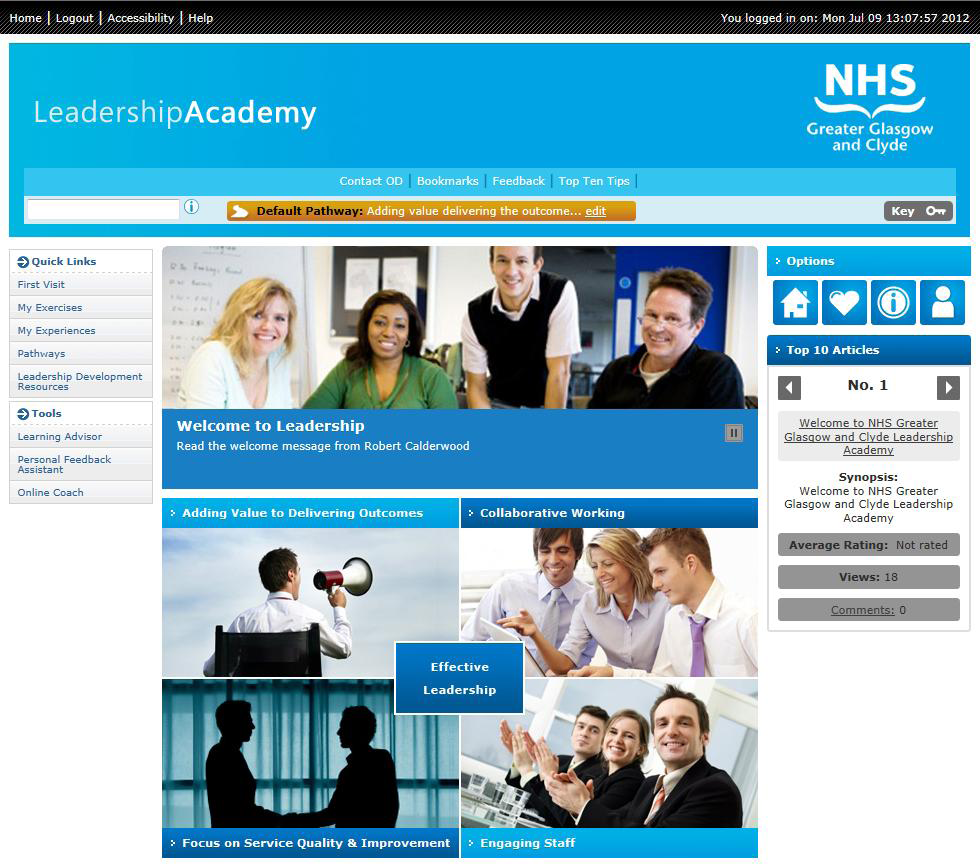 Home | Logout | Accessibility | Help
You logged in on: Mon Jul 09 13:07:57 2012
LeadershipAcademy
NHS
Greater Glasgow
and Clyde
Contact OD | Bookmarks | Feedback | Top Ten Tips |
Default Pathway: Adding value delivering the outcome... edit
Key
Quick Links
First Visit
My Exercises
My Experiences
Pathways
Leadership Development
Resources
Tools
Learning Advisor
Personal Feedback
Assistant
Online Coach
Welcome to Leadership
Read the welcome message from Robert Calderwood
Adding Value to Delivering Outcomes
Collaborative Working
Effective
Leadership
Focus on Service Quality & Improvement
Engaging Staff
Options
Top 10 Articles
No. 1
Welcome to NHS Greater
Glasgow and Clyde Leadership
Academy
Synopsis:
Welcome to NHS Greater
Glasgow and Clyde Leadership
Academy
Average Rating: Not rated
Views: 18
Comments: 0